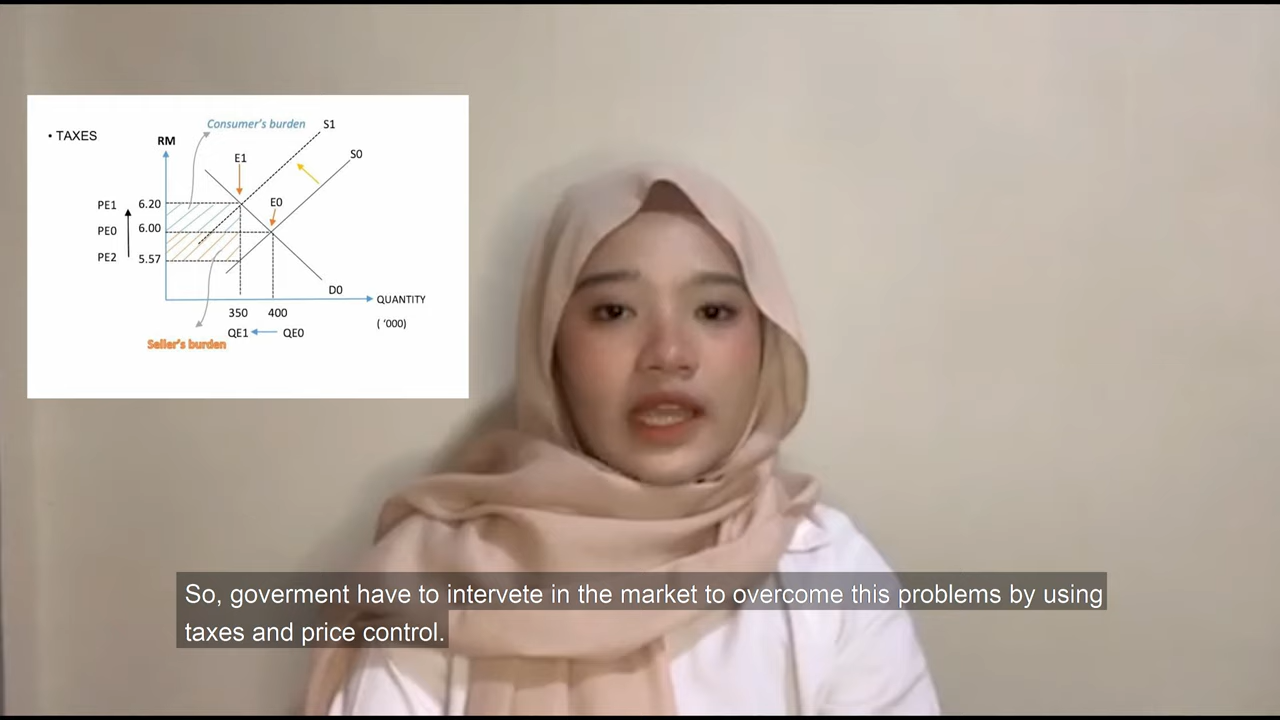 • TAXES
RM
Consumer's burden
S1
S0
E1
E0
PE1
6.20
PE0
6.00
PE2
5.57
D0
QUANTITY
( '000)
350
400
QE1
QE0
Seller's burden
So, goverment have to intervete in the market to overcome this problems by using
taxes and price control.